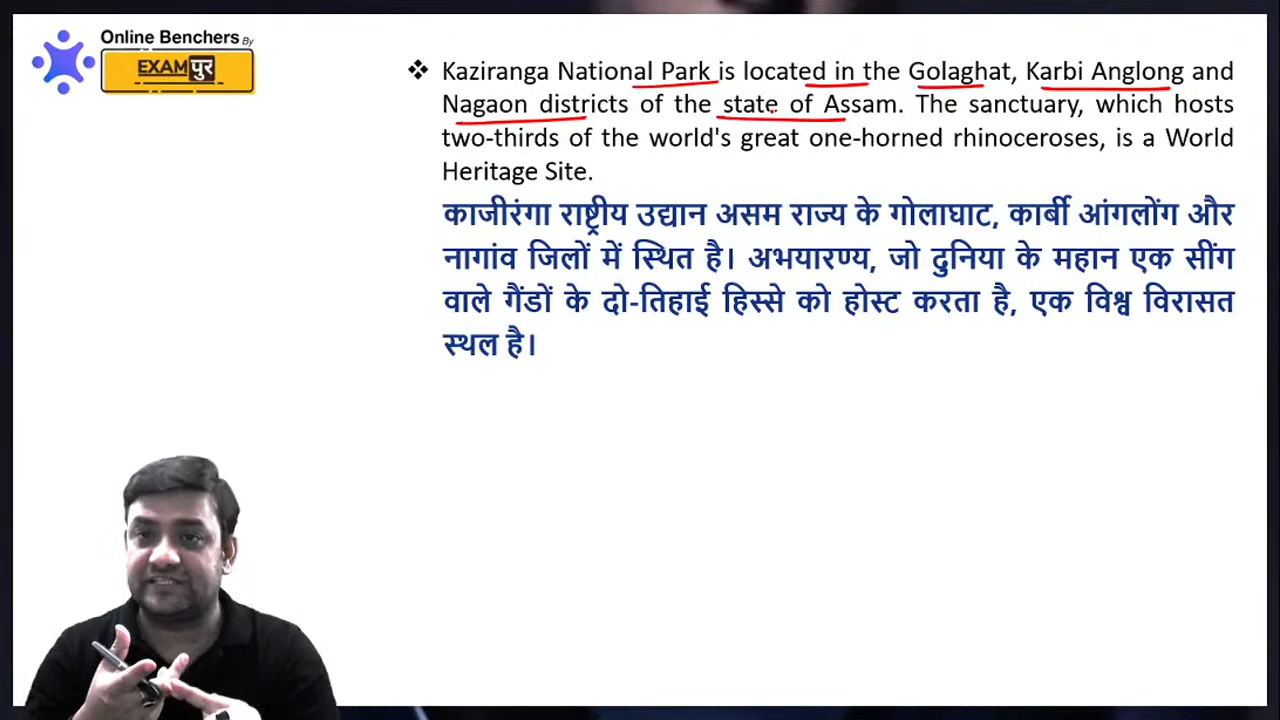 Online Benchers By
EXAMपुर
❖ Kaziranga National Park is located in the Golaghat, Karbi Anglong and
Nagaon districts of the state of Assam. The sanctuary, which hosts
two-thirds of the world's great one-horned rhinoceroses, is a World
Heritage Site.
काजीरंगा राष्ट्रीय उद्यान असम राज्य के गोलाघाट, कार्बी आंगलोंग और
नागांव जिलों में स्थित है। अभयारण्य, जो दुनिया के महान एक सींग
वाले गैंडों के दो-तिहाई हिस्से को होस्ट करता है, एक विश्व विरासत
स्थल है।